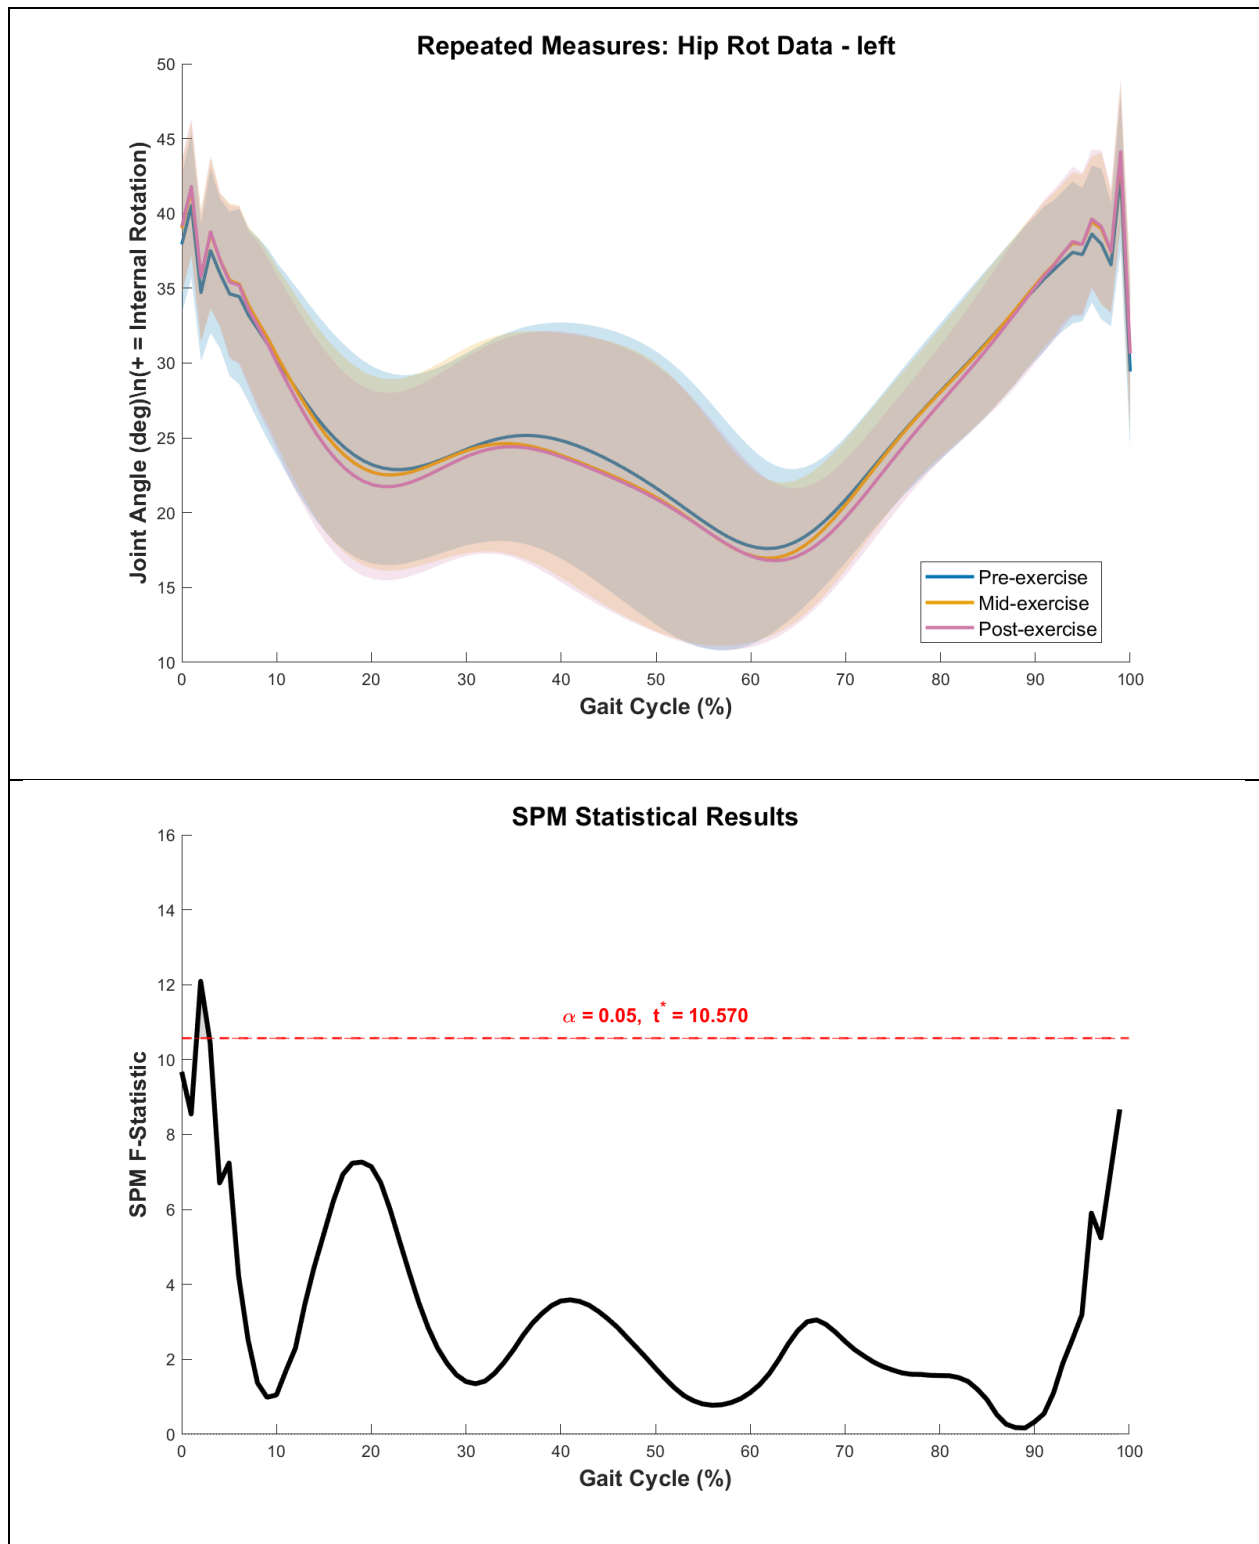 Repeated Measures: Hip Rot Data - left
50
45
40
35
30
25
20
15
10
Joint Angle (deg)\n(+ = Internal Rotation)
Pre-exercise
Mid-exercise
Post-exercise
0 10 20 30 40 50 60 70 80 90 100
Gait Cycle (%)
SPM Statistical Results
16
14
12
10
8
6
4
2
0
SPM F-Statistic
α = 0.05, t* = 10.570
0 10 20 30 40 50 60 70 80 90 100
Gait Cycle (%)